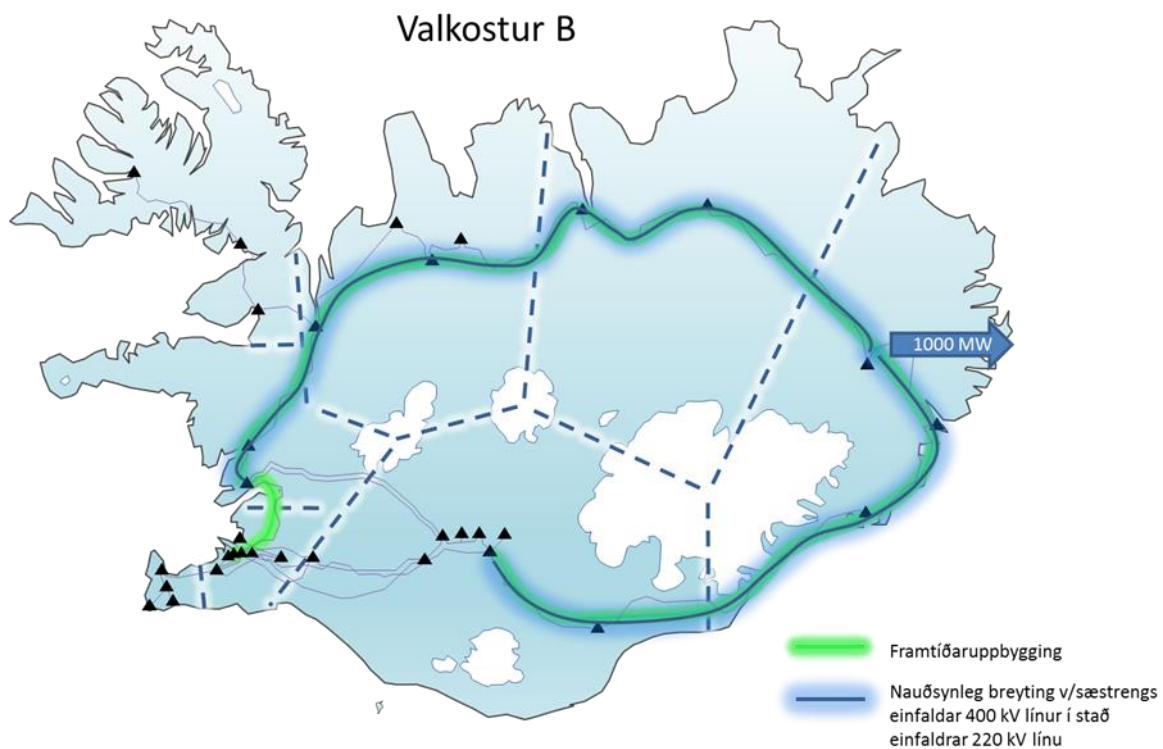 Valkostur B
1000 MW
Framtíðaruppbygging
Nauðsynleg breyting v/sæstrengs
einfaldar 400 kV línur í stað
einfaldrar 220 kV línu